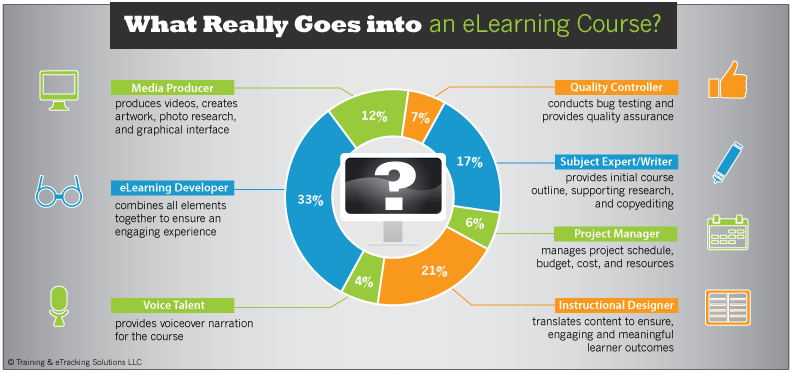 What Really Goes into an eLearning Course?
Media Producer
produces videos, creates
artwork, photo research,
and graphical interface
eLearning Developer
combines all elements
together to ensure an
engaging experience
Voice Talent
provides voiceover narration
for the course
12%
7%
17%
33%
6%
21%
4%
?
Quality Controller
conducts bug testing and
provides quality assurance
Subject Expert/Writer
provides initial course
outline, supporting research,
and copyediting
Project Manager
manages project schedule,
budget, cost, and resources
Instructional Designer
translates content to ensure,
engaging and meaningful
learner outcomes
© Training & eTracking Solutions LLC